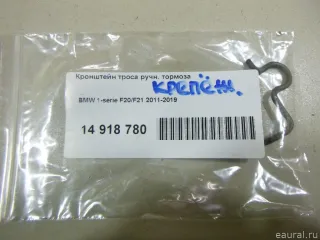 Кронштейн троса ручн. тормоза
КРЕПЁЖ.
BMW 1-serie F20/F21 2011-2019
14 918 780
eaural.ru